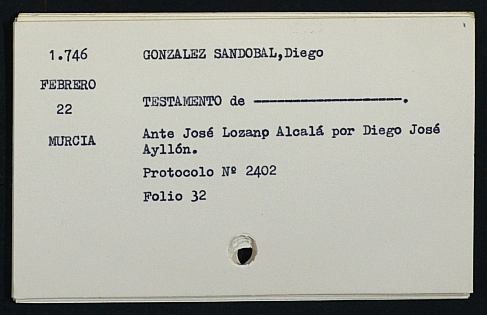 1.746 GONZALEZ SANDOBAL,Diego
FEBRERO
22 TESTAMENTO de -------------------.
MURCIA Ante José Lozano Alcalá por Diego José
Ayllón.
Protocolo Nº 2402
Folio 32